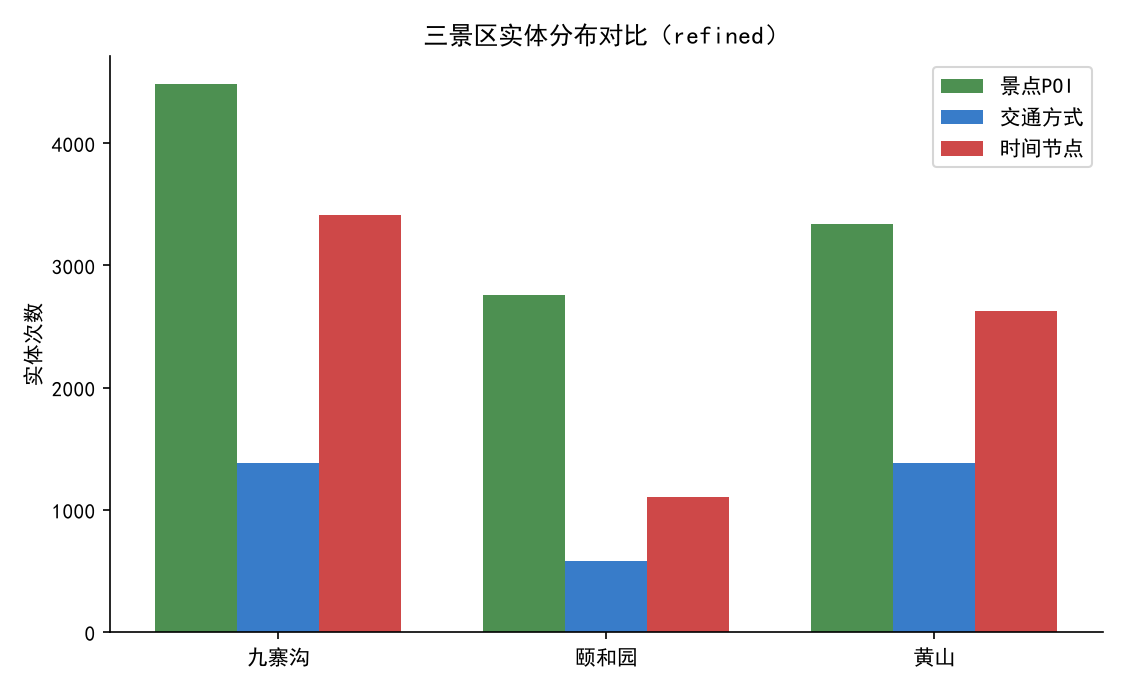 三景区实体分布对比（refined）
景点POI
交通方式
时间节点
实体次数
4000
3000
2000
1000
0
九寨沟
颐和园
黄山